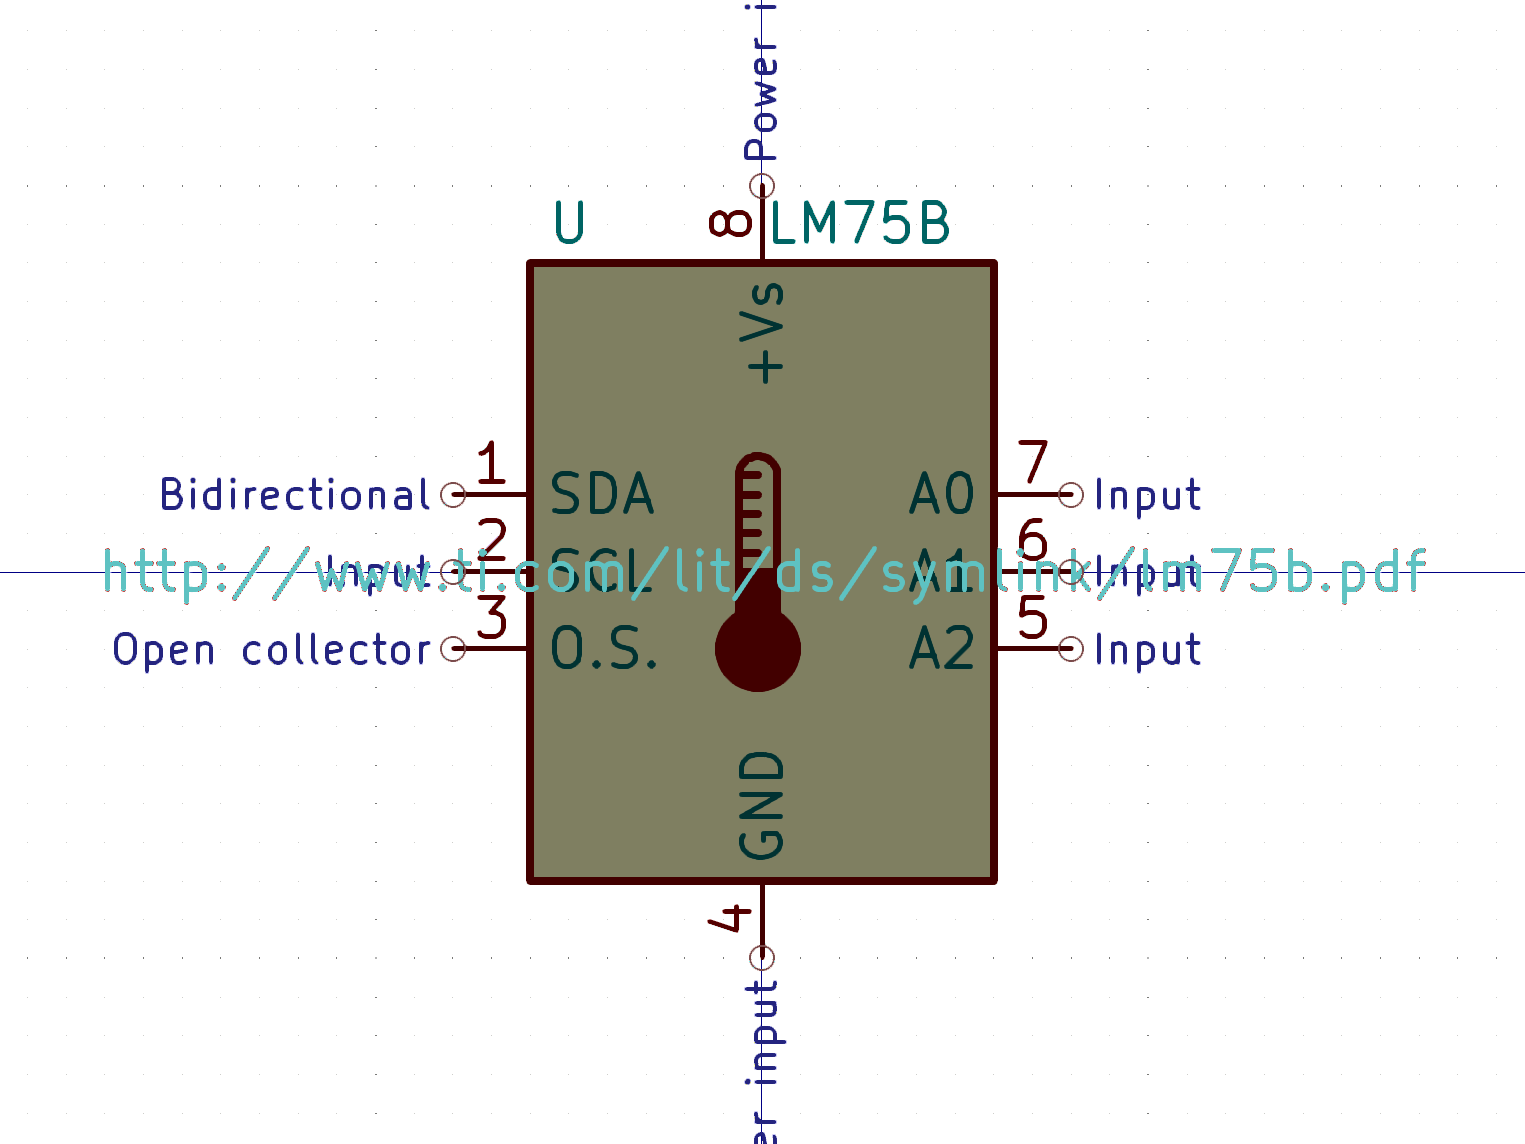 Power i
8
U LM75B
+Vs
1 7
Bidirectional SDA A0 Input
2 6
Input SCL A1 Input
http://www.ti.com/lit/ds/symlink/lm75b.pdf
3 5
Open collector O.S. A2 Input
GND
4
er input